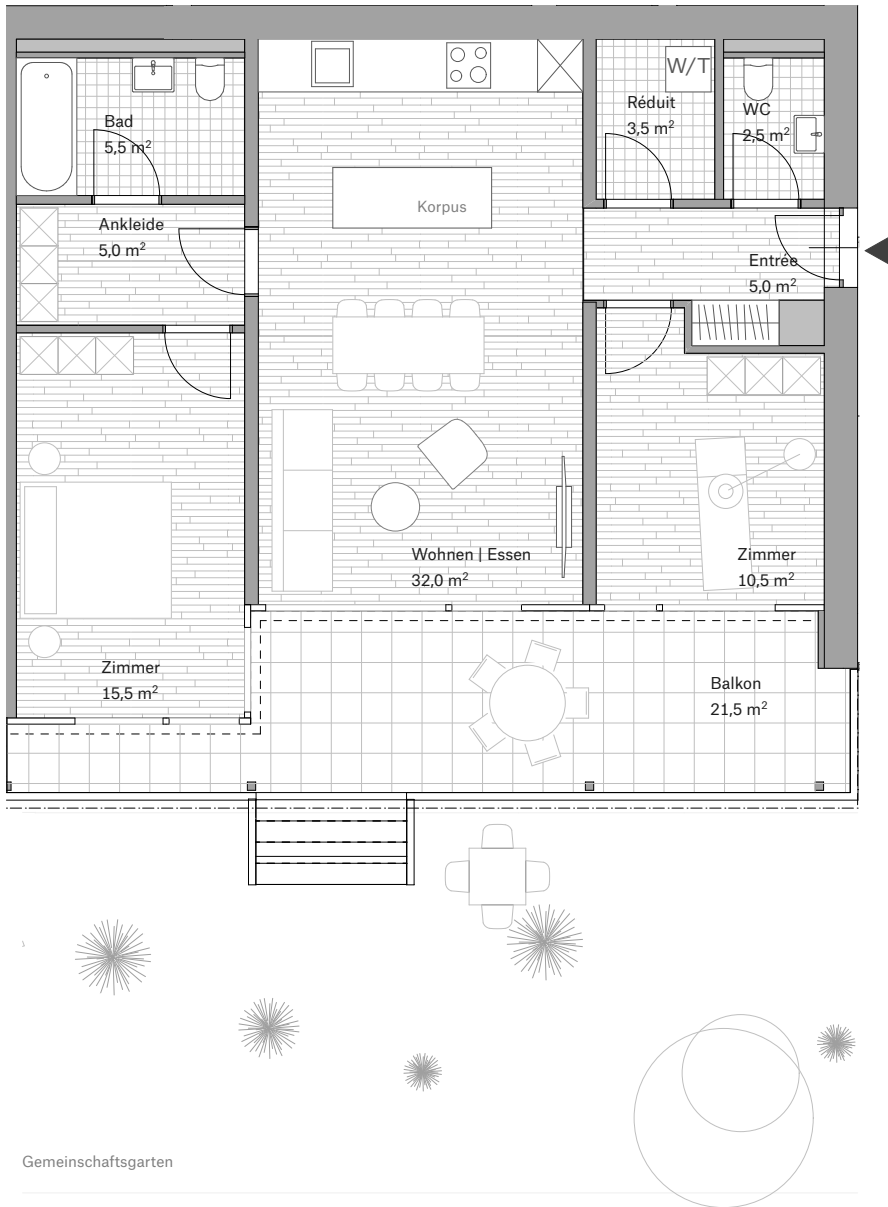 W/T
Réduit
3,5 m²
WC
2,5 m²
Bad
5,5 m²
Korpus
Ankleide
5,0 m²
Entrée
5,0 m²
Wohnen | Essen
32,0 m²
Zimmer
10,5 m²
Zimmer
15,5 m²
Balkon
21,5 m²
Gemeinschaftsgarten